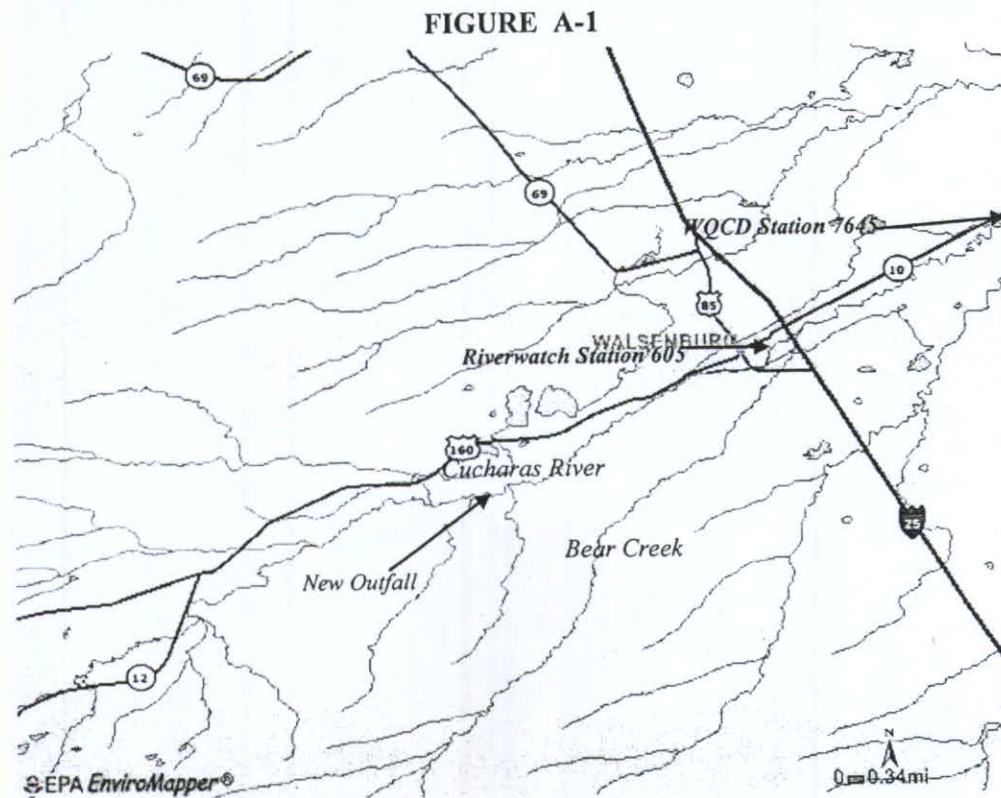 FIGURE A-1
69
69
WQCD Station 7645
10
85
WALSENBURG
Riverwatch Station 605
160
Cucharas River
Bear Creek
25
New Outfall
12
N
EPA EnviroMapper®
0 0.34mi